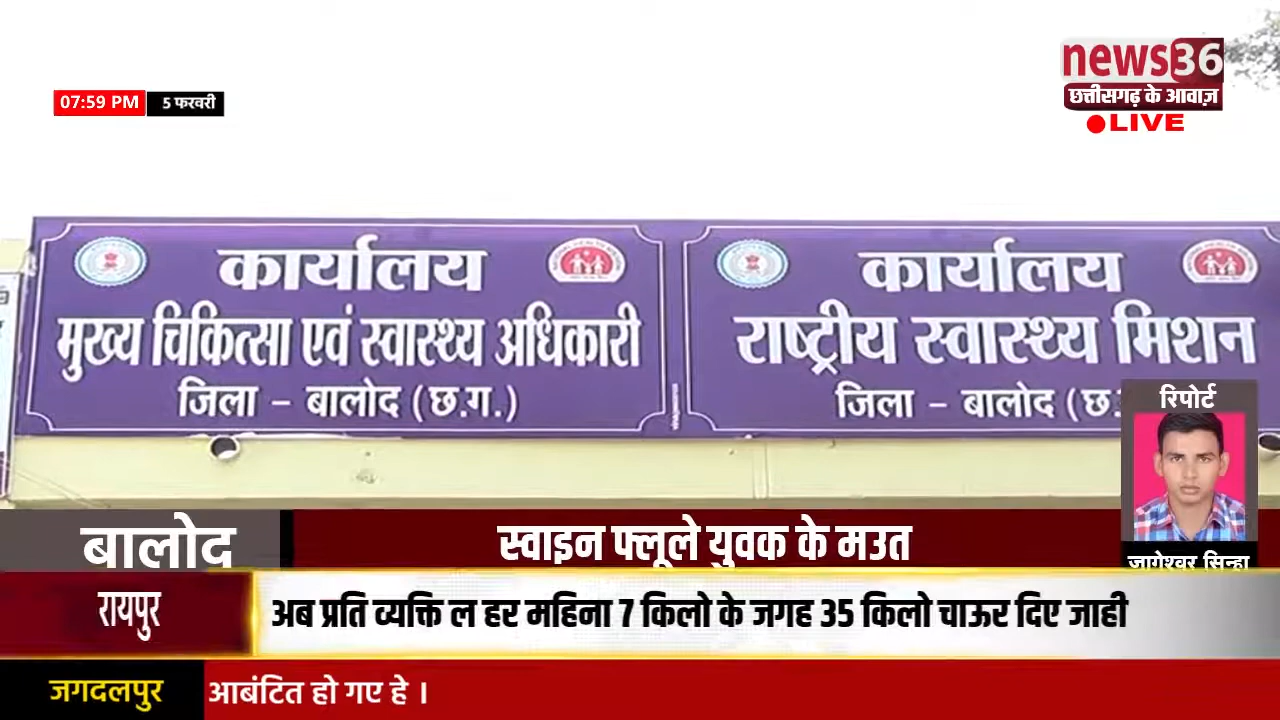 news36
छत्तीसगढ़ के आवाज़
LIVE
07:59 PM 5 फरवरी
कार्यालय
मुख्य चिकित्सा एवं स्वास्थ्य अधिकारी
जिला – बालोद (छ.ग.)
कार्यालय
राष्ट्रीय स्वास्थ्य मिशन
जिला – बालोद (छ.
रिपोर्ट
जागेश्वर सिन्हा
बालोद
स्वाइन फ्लूले युवक के मउत
रायपुर
अब प्रति व्यक्ति ल हर महिना 7 किलो के जगह 35 किलो चाऊर दिए जाही
जगदलपुर
आबंटित हो गए हे ।